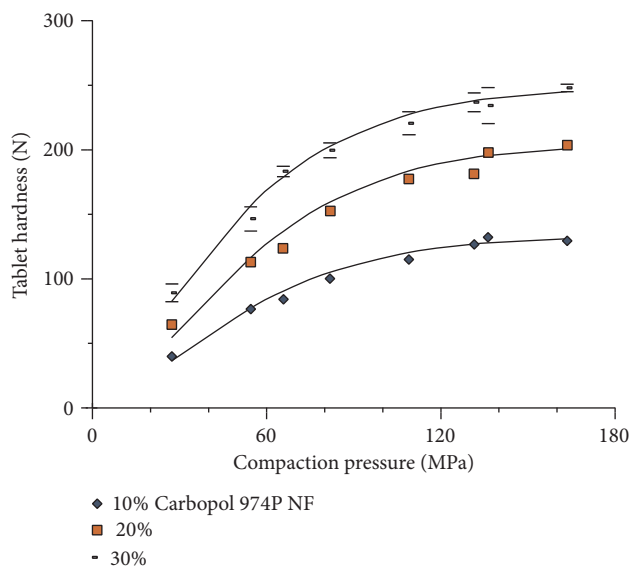 300
200
100
0
Tablet hardness (N)
0 60 120 180
Compaction pressure (MPa)
10% Carbopol 974P NF
20%
30%